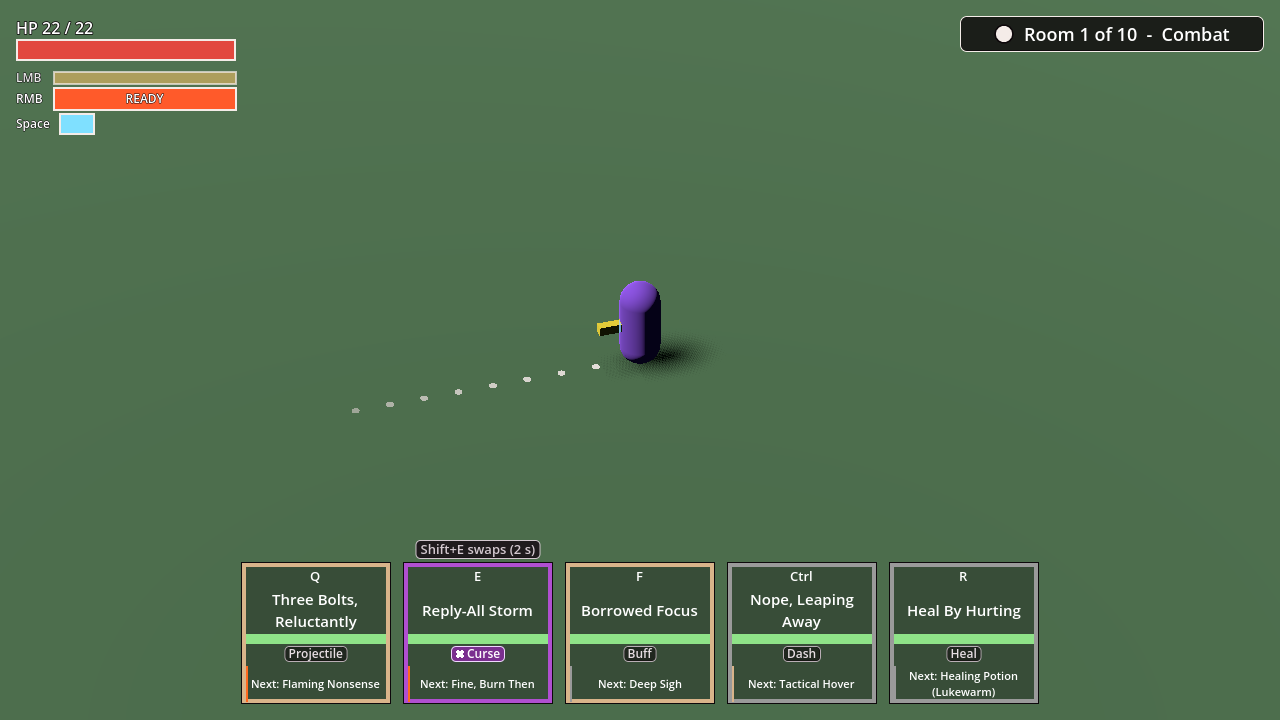 HP 22 / 22
Room 1 of 10 - Combat
LMB
RMB READY
Space
Shift+E swaps (2 s)
Q
Three Bolts,
Reluctantly
Projectile
Next: Flaming Nonsense
E
Reply-All Storm
✖ Curse
Next: Fine, Burn Then
F
Borrowed Focus
Buff
Next: Deep Sigh
Ctrl
Nope, Leaping
Away
Dash
Next: Tactical Hover
R
Heal By Hurting
Heal
Next: Healing Potion
(Lukewarm)